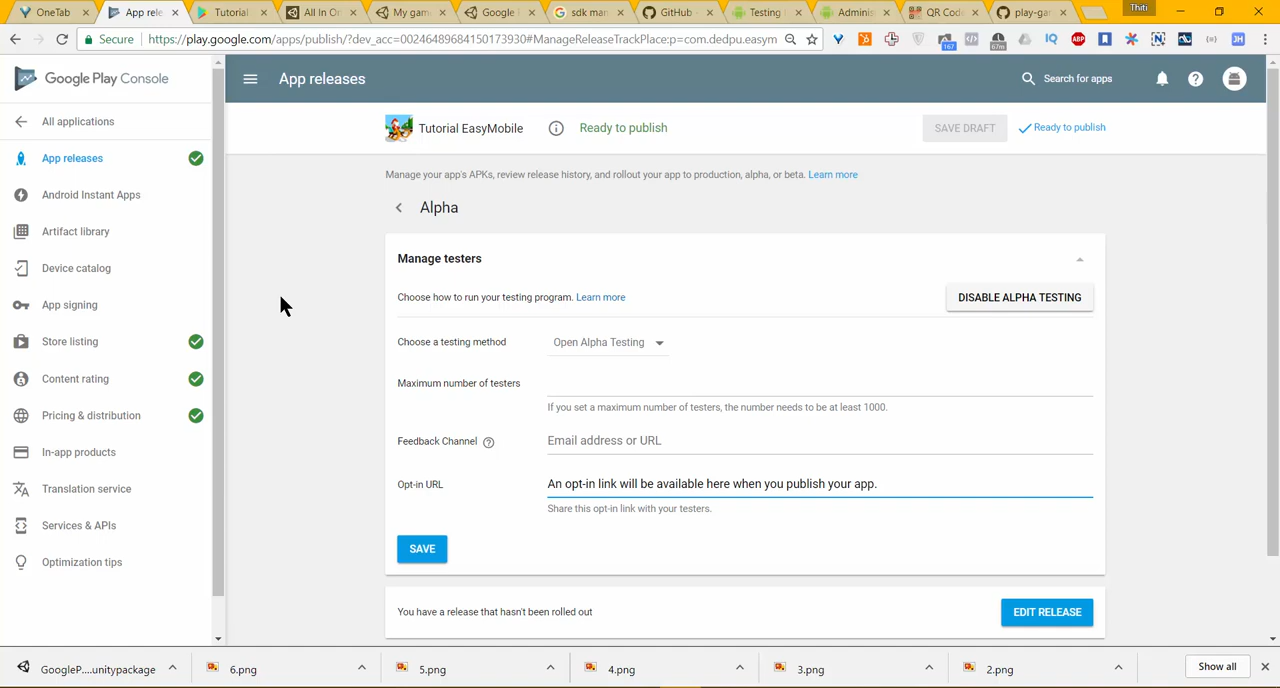 OneTab
App rele
Tutorial
All In On
My gam
Google
sdk man
GitHub
Testing
Adminis
QR Cod
play-gar
Thiti
Secure
https://play.google.com/apps/publish/?dev_acc=00246489684150173930#ManageReleaseTrackPlace:p=com.dedpu.easym
Google Play Console
App releases
Search for apps
All applications
App releases
Android Instant Apps
Artifact library
Device catalog
App signing
Store listing
Content rating
Pricing & distribution
In-app products
Translation service
Services & APIs
Optimization tips
Tutorial EasyMobile
Ready to publish
SAVE DRAFT
Ready to publish
Manage your app's APKs, review release history, and rollout your app to production, alpha, or beta. Learn more
Alpha
Manage testers
Choose how to run your testing program. Learn more
DISABLE ALPHA TESTING
Choose a testing method
Open Alpha Testing
Maximum number of testers
If you set a maximum number of testers, the number needs to be at least 1000.
Feedback Channel
Email address or URL
Opt-in URL
An opt-in link will be available here when you publish your app.
Share this opt-in link with your testers.
SAVE
You have a release that hasn't been rolled out
EDIT RELEASE
GoogleP....unitypackage
6.png
5.png
4.png
3.png
2.png
Show all